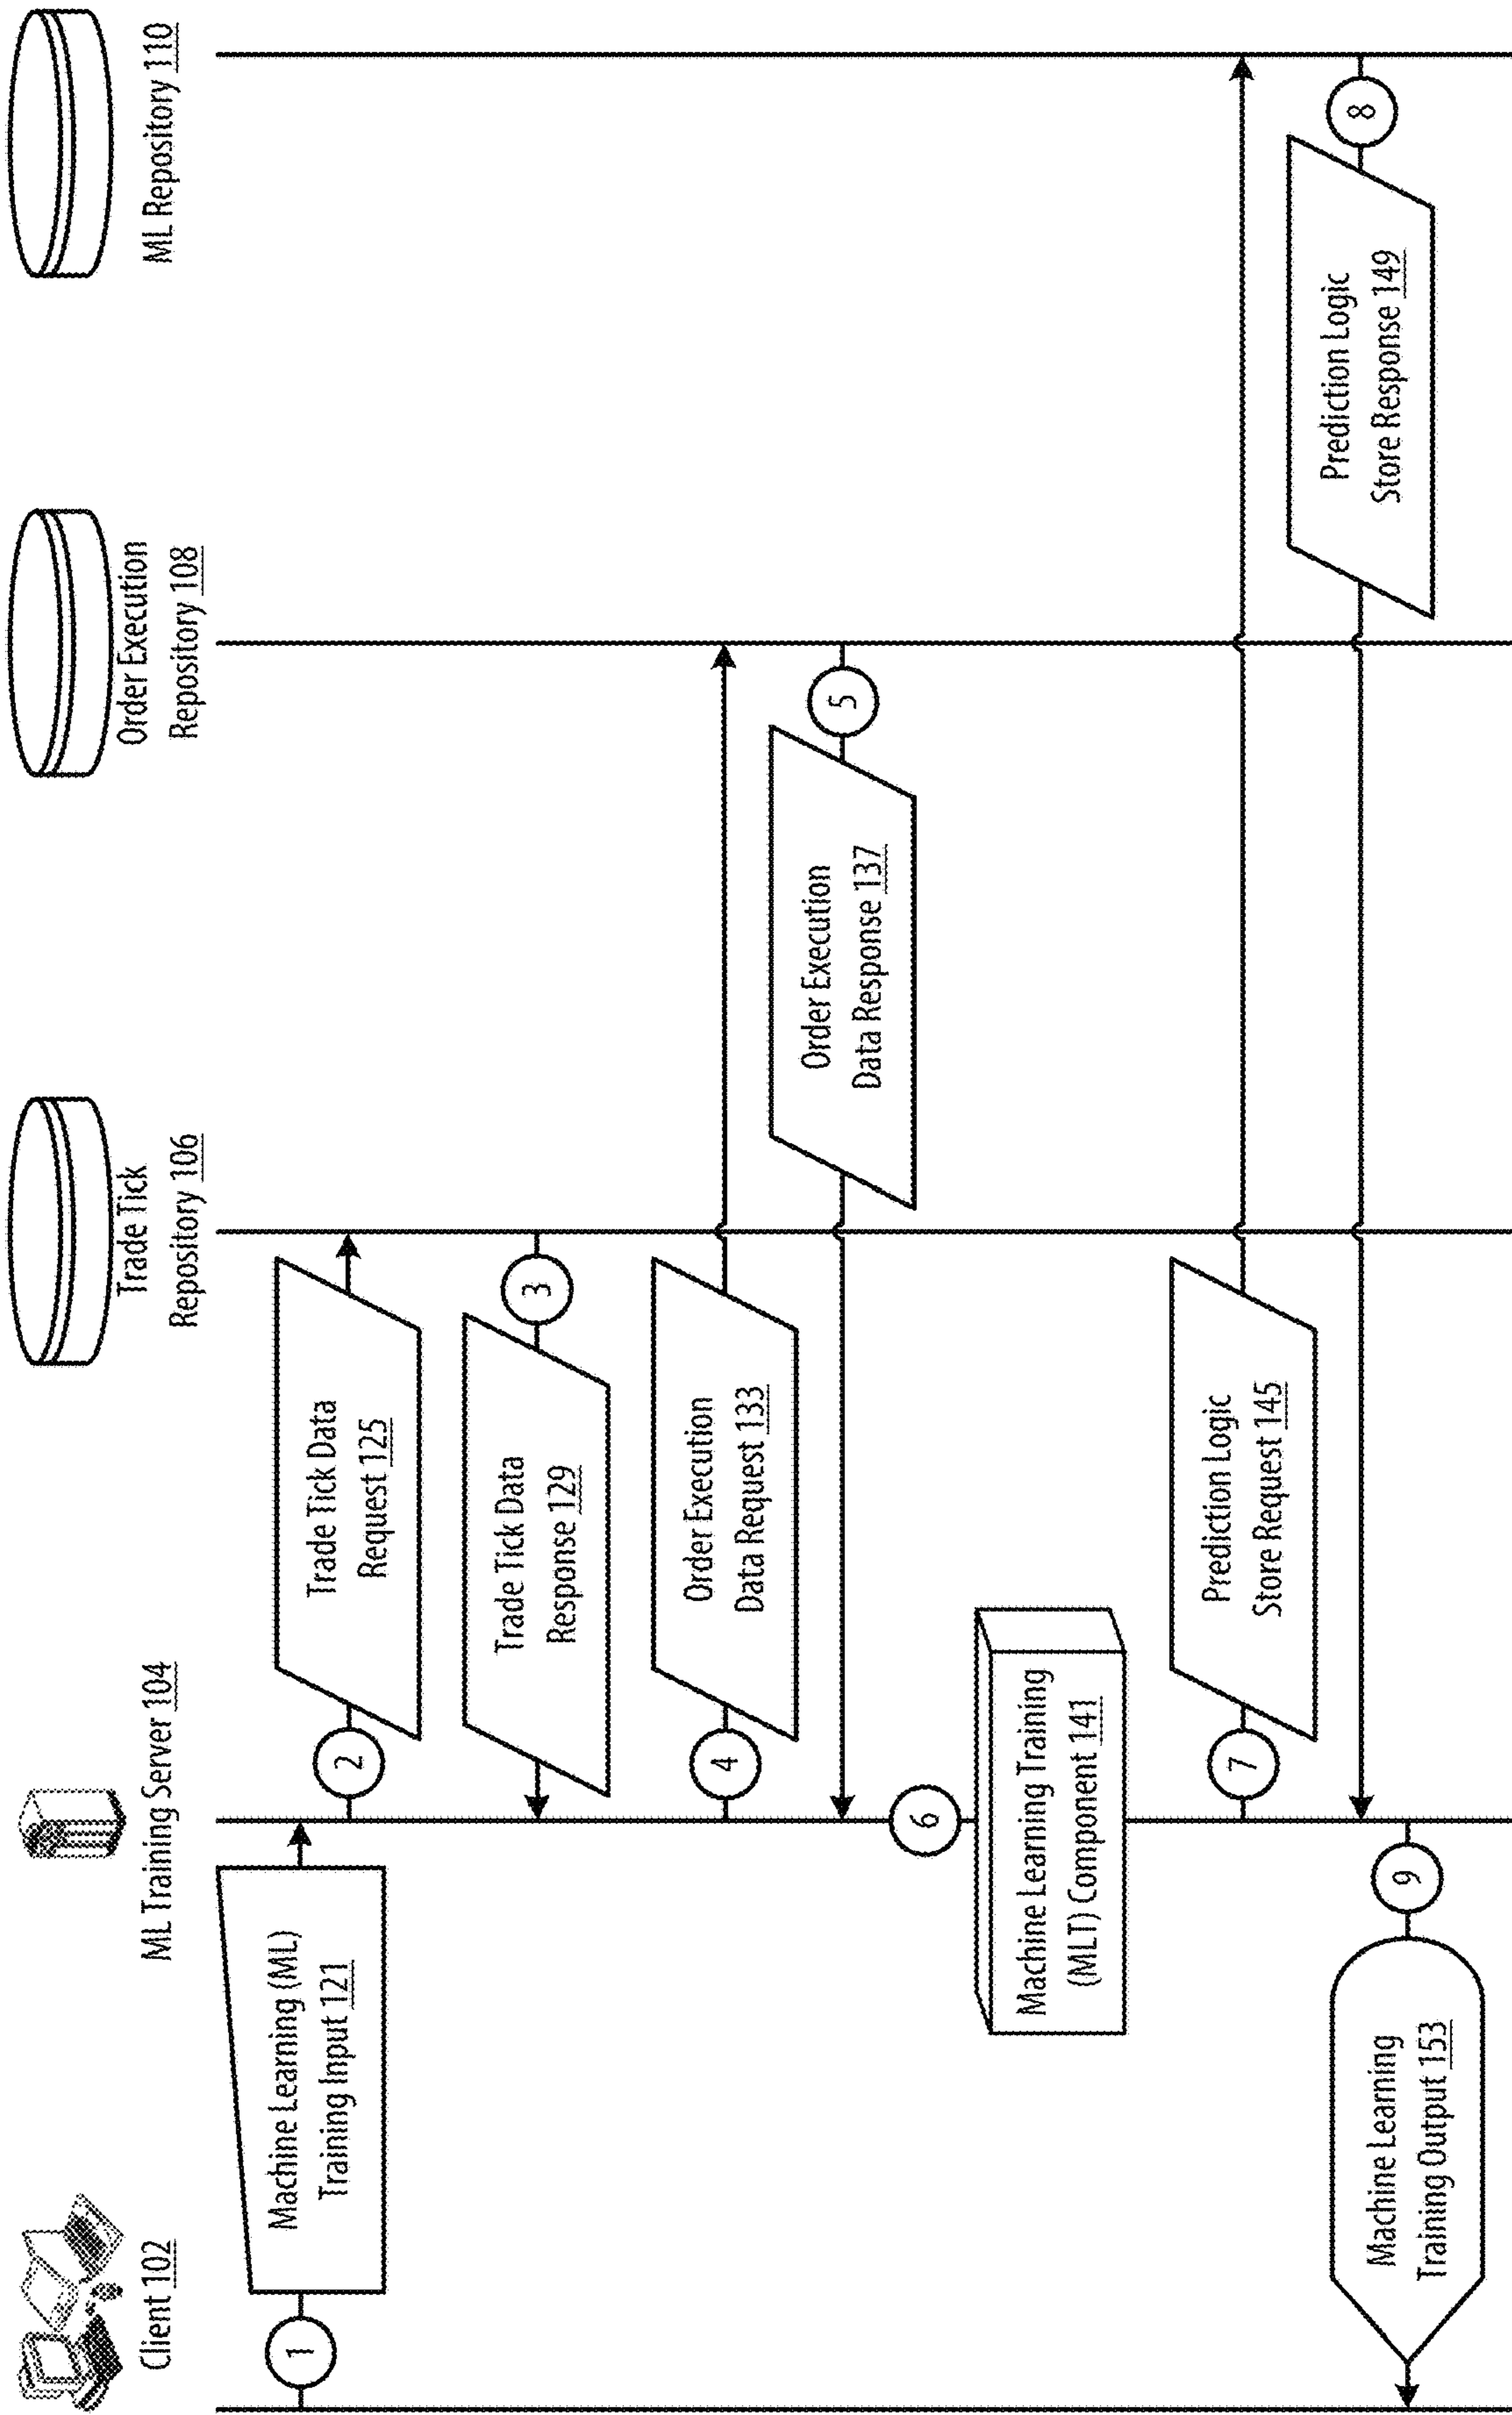 Client 102
ML Training Server 104
Trade Tick
Repository 106
Order Execution
Repository 108
ML Repository 110
1
Machine Learning (ML)
Training Input 121
2
Trade Tick Data
Request 125
3
Trade Tick Data
Response 129
4
Order Execution
Data Request 133
5
Order Execution
Data Response 137
6
Machine Learning Training
(MLT) Component 141
7
Prediction Logic
Store Request 145
8
Prediction Logic
Store Response 149
9
Machine Learning
Training Output 153